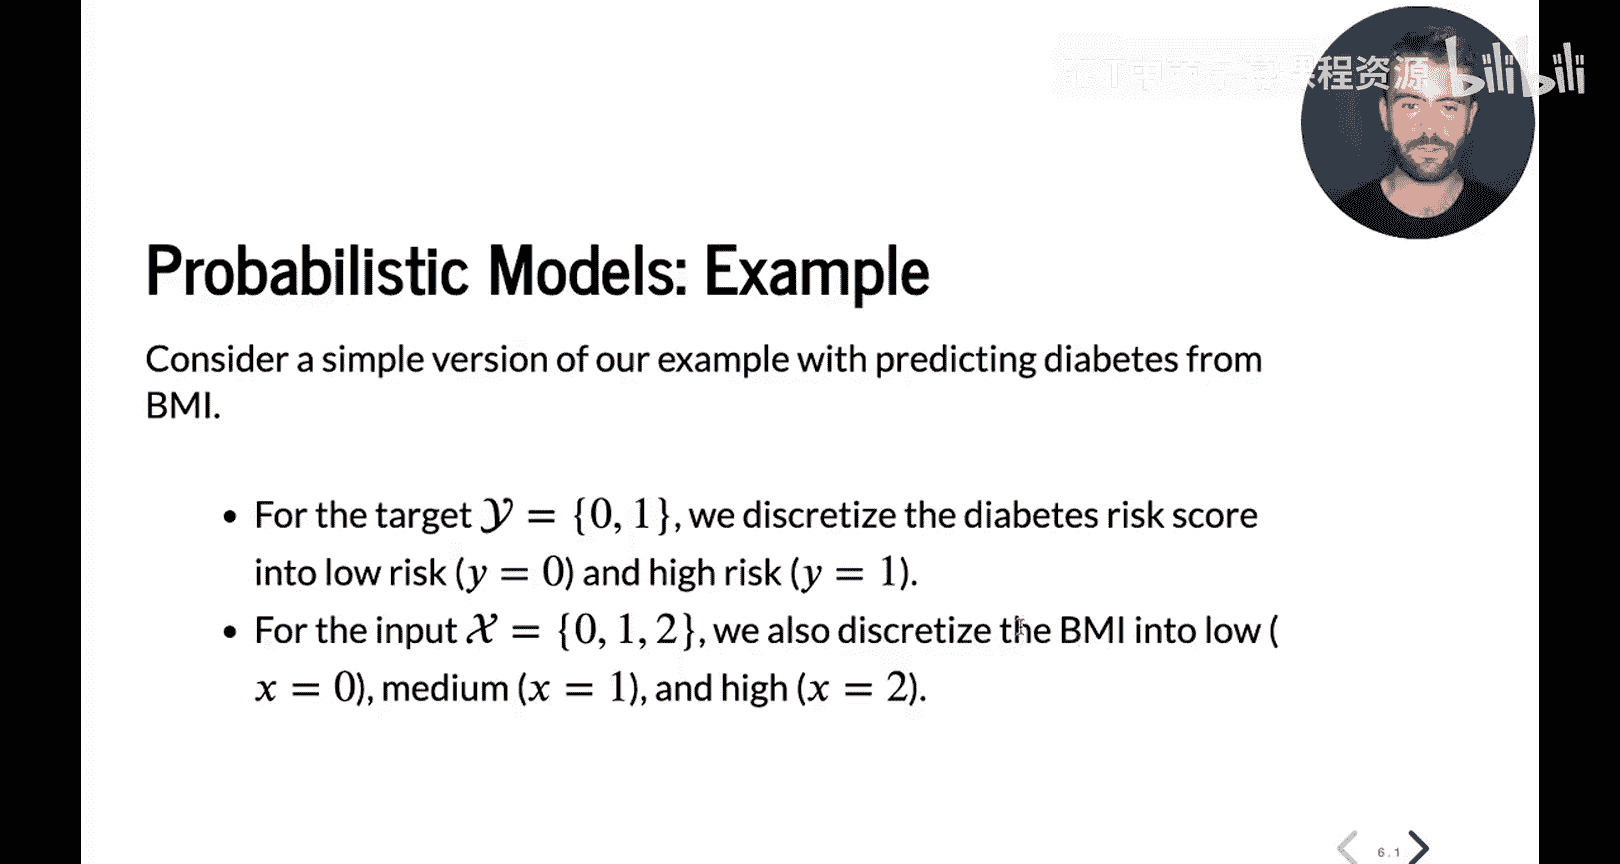 程资源 bilibili
Probabilistic Models: Example
Consider a simple version of our example with predicting diabetes from
BMI.
• For the target 𝒴 = {0, 1}, we discretize the diabetes risk score
into low risk (y = 0) and high risk (y = 1).
• For the input 𝒳 = {0, 1, 2}, we also discretize the BMI into low (
x = 0), medium (x = 1), and high (x = 2).
6.1